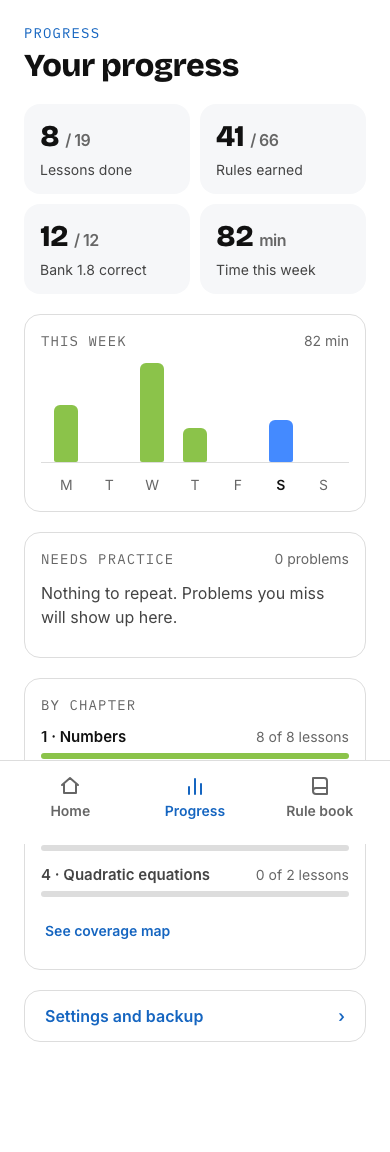 PROGRESS
Your progress
8 / 19
Lessons done
41 / 66
Rules earned
12 / 12
Bank 1.8 correct
82 min
Time this week
THIS WEEK 82 min
M T W T F S S
NEEDS PRACTICE 0 problems
Nothing to repeat. Problems you miss
will show up here.
BY CHAPTER
1 · Numbers 8 of 8 lessons
Home Progress Rule book
4 · Quadratic equations 0 of 2 lessons
See coverage map
Settings and backup ›